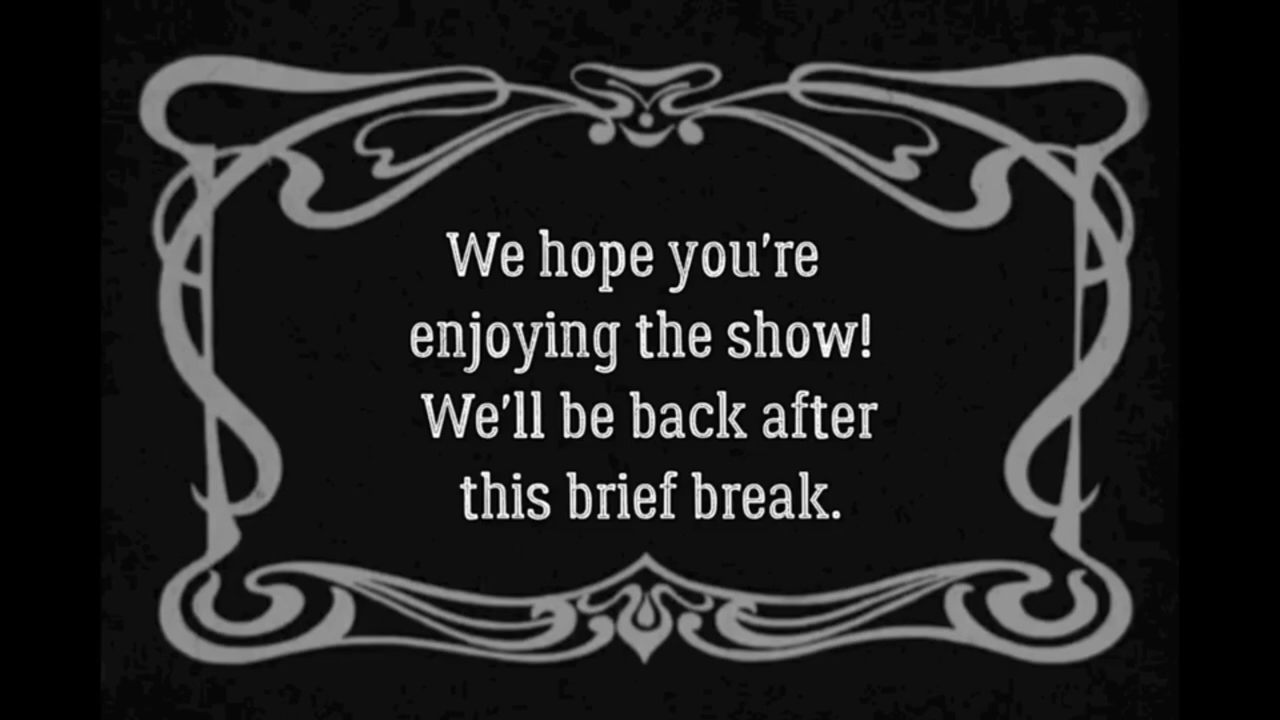 We hope you're
enjoying the show!
We'll be back after
this brief break.